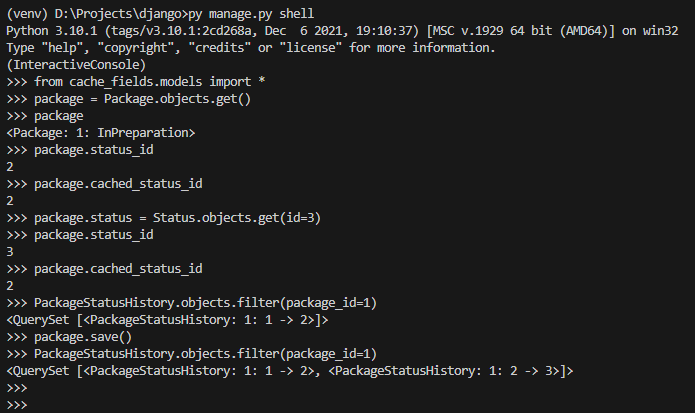 (venv) D:\Projects\django>py manage.py shell
Python 3.10.1 (tags/v3.10.1:2cd268a, Dec  6 2021, 19:10:37) [MSC v.1929 64 bit (AMD64)] on win32
Type "help", "copyright", "credits" or "license" for more information.
(InteractiveConsole)
>>> from cache_fields.models import *
>>> package = Package.objects.get()
>>> package
<Package: 1: InPreparation>
>>> package.status_id
2
>>> package.cached_status_id
2
>>> package.status = Status.objects.get(id=3)
>>> package.status_id
3
>>> package.cached_status_id
2
>>> PackageStatusHistory.objects.filter(package_id=1)
<QuerySet [<PackageStatusHistory: 1: 1 -> 2>]>
>>> package.save()
>>> PackageStatusHistory.objects.filter(package_id=1)
<QuerySet [<PackageStatusHistory: 1: 1 -> 2>, <PackageStatusHistory: 1: 2 -> 3>]>
>>>
>>>